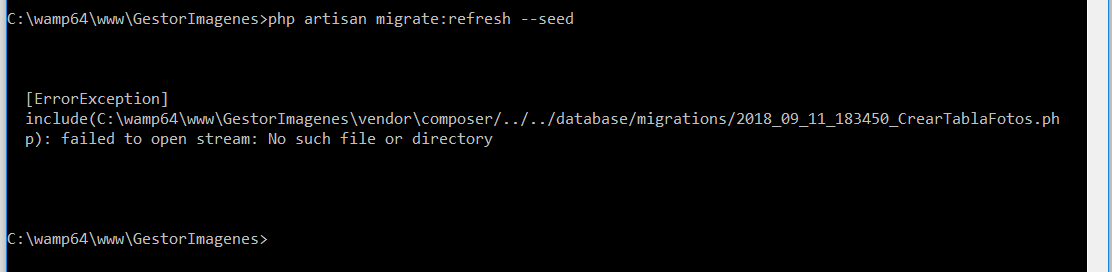 C:\wamp64\www\GestorImagenes>php artisan migrate:refresh --seed
[ErrorException]
include(C:\wamp64\www\GestorImagenes\vendor\composer/../../database/migrations/2018_09_11_183450_CrearTablaFotos.ph
p): failed to open stream: No such file or directory
C:\wamp64\www\GestorImagenes>